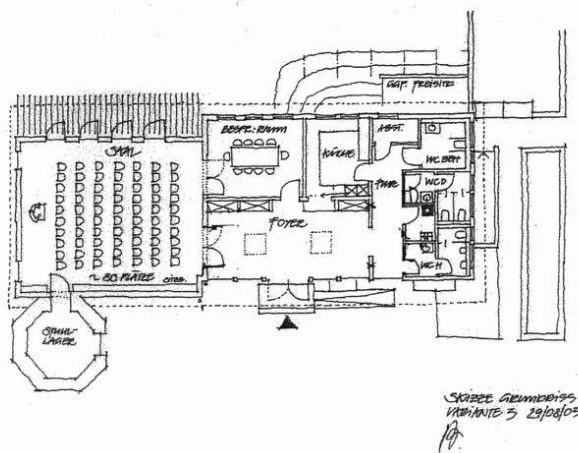 GGF. FREISITZ
BESPR.-RAUM
ABST.
SAAL
KÜCHE
WC BEH
FLUR
WC D
FOYER
WC H
~ 80 PLÄTZE
STUHL-
LAGER
SKIZZE GRUNDRISS
VARIANTE 3 29/08/03